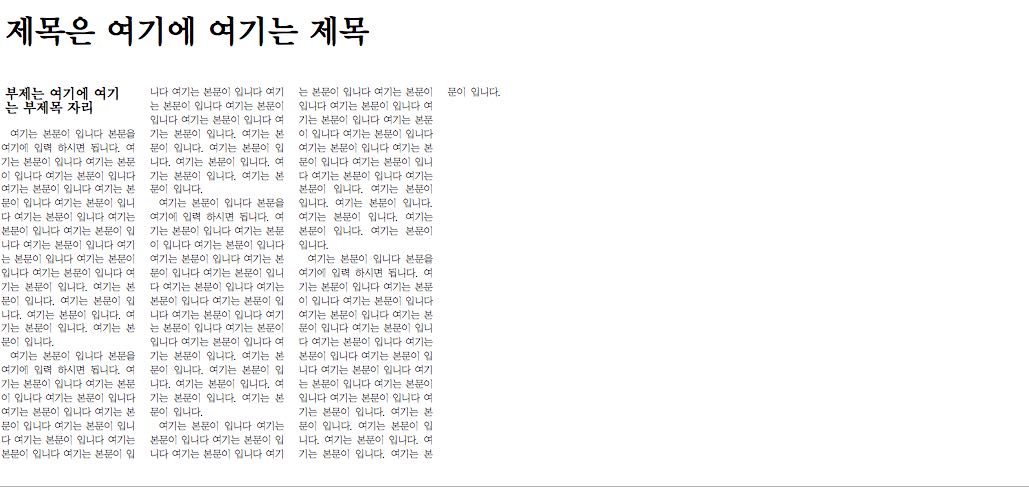 제목은 여기에 여기는 제목
부제는 여기에 여기
는 부제목 자리
여기는 본문이 입니다 본문을
여기에 입력 하시면 됩니다. 여
기는 본문이 입니다 여기는 본문
이 입니다 여기는 본문이 입니다
여기는 본문이 입니다 여기는 본
문이 입니다 여기는 본문이 입니
다 여기는 본문이 입니다 여기는
본문이 입니다 여기는 본문이 입
니다 여기는 본문이 입니다 여기
는 본문이 입니다 여기는 본문이
입니다 여기는 본문이 입니다 여
기는 본문이 입니다. 여기는 본
문이 입니다. 여기는 본문이 입
니다. 여기는 본문이 입니다. 여
기는 본문이 입니다. 여기는 본
문이 입니다.
여기는 본문이 입니다 본문을
여기에 입력 하시면 됩니다. 여
기는 본문이 입니다 여기는 본문
이 입니다 여기는 본문이 입니다
여기는 본문이 입니다 여기는 본
문이 입니다 여기는 본문이 입니
다 여기는 본문이 입니다 여기는
본문이 입니다 여기는 본문이 입
니다 여기는 본문이 입니다 여기
는 본문이 입니다 여기는 본문이
입니다 여기는 본문이 입니다 여
기는 본문이 입니다. 여기는 본
문이 입니다. 여기는 본문이 입
니다. 여기는 본문이 입니다. 여
기는 본문이 입니다. 여기는 본
문이 입니다.
여기는 본문이 입니다 본문을
여기에 입력 하시면 됩니다. 여
기는 본문이 입니다 여기는 본문
이 입니다 여기는 본문이 입니다
여기는 본문이 입니다 여기는 본
문이 입니다 여기는 본문이 입니
다 여기는 본문이 입니다 여기는
본문이 입니다 여기는 본문이 입
니다 여기는 본문이 입니다 여기
는 본문이 입니다 여기는 본문이
입니다 여기는 본문이 입니다 여
기는 본문이 입니다. 여기는 본
문이 입니다. 여기는 본문이 입
니다. 여기는 본문이 입니다. 여
기는 본문이 입니다. 여기는 본
문이 입니다.
여기는 본문이 입니다 여기는
본문이 입니다 여기는 본문이 입
니다 여기는 본문이 입니다 여기
는 본문이 입니다 여기는 본문이
입니다 여기는 본문이 입니다 여
기는 본문이 입니다 여기는 본문
이 입니다 여기는 본문이 입니다
여기는 본문이 입니다 여기는 본
문이 입니다 여기는 본문이 입니
다 여기는 본문이 입니다 여기는
본문이 입니다. 여기는 본문이
입니다. 여기는 본문이 입니다.
여기는 본문이 입니다. 여기는
본문이 입니다. 여기는 본문이
입니다.
여기는 본문이 입니다 본문을
여기에 입력 하시면 됩니다. 여
기는 본문이 입니다 여기는 본문
이 입니다 여기는 본문이 입니다
여기는 본문이 입니다 여기는 본
문이 입니다 여기는 본문이 입니
다 여기는 본문이 입니다 여기는
본문이 입니다 여기는 본문이 입
니다 여기는 본문이 입니다 여기
는 본문이 입니다 여기는 본문이
입니다 여기는 본문이 입니다 여
기는 본문이 입니다. 여기는 본
문이 입니다. 여기는 본문이 입
니다. 여기는 본문이 입니다. 여
기는 본문이 입니다. 여기는 본
문이 입니다.